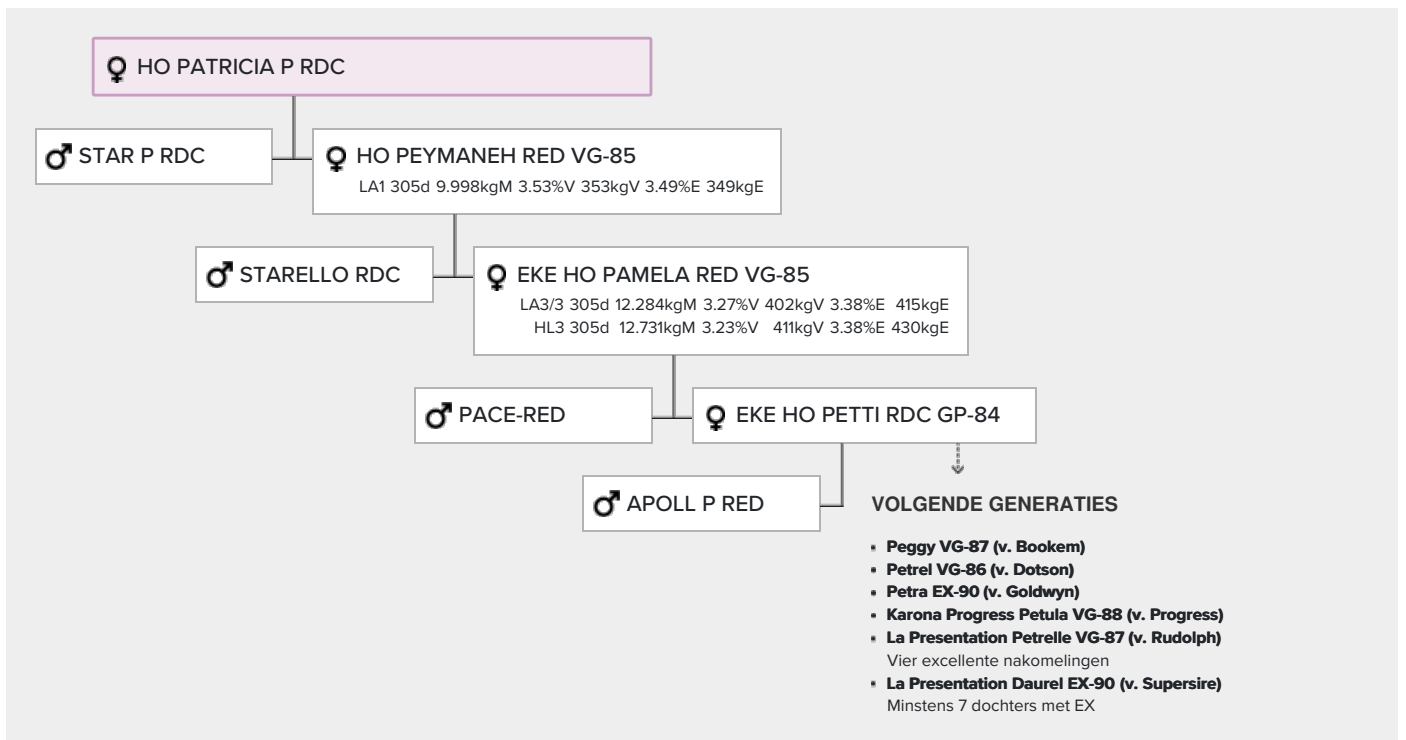 HO PATRICIA P RDC
STAR P RDC
HO PEYMANEH RED VG-85
LA1 305d 9.998kgM 3.53%V 353kgV 3.49%E 349kgE
STARELLO RDC
EKE HO PAMELA RED VG-85
LA3/3 305d 12.284kgM 3.27%V 402kgV 3.38%E 415kgE
HL3 305d 12.731kgM 3.23%V 411kgV 3.38%E 430kgE
PACE-RED
EKE HO PETTI RDC GP-84
APOLL P RED
VOLGENDE GENERATIES
Peggy VG-87 (v. Bookem)
Petrel VG-86 (v. Dotson)
Petra EX-90 (v. Goldwyn)
Karona Progress Petula VG-88 (v. Progress)
La Presentation Petrelle VG-87 (v. Rudolph)
Vier excellente nakomelingen
La Presentation Daurel EX-90 (v. Supersire)
Minstens 7 dochters met EX